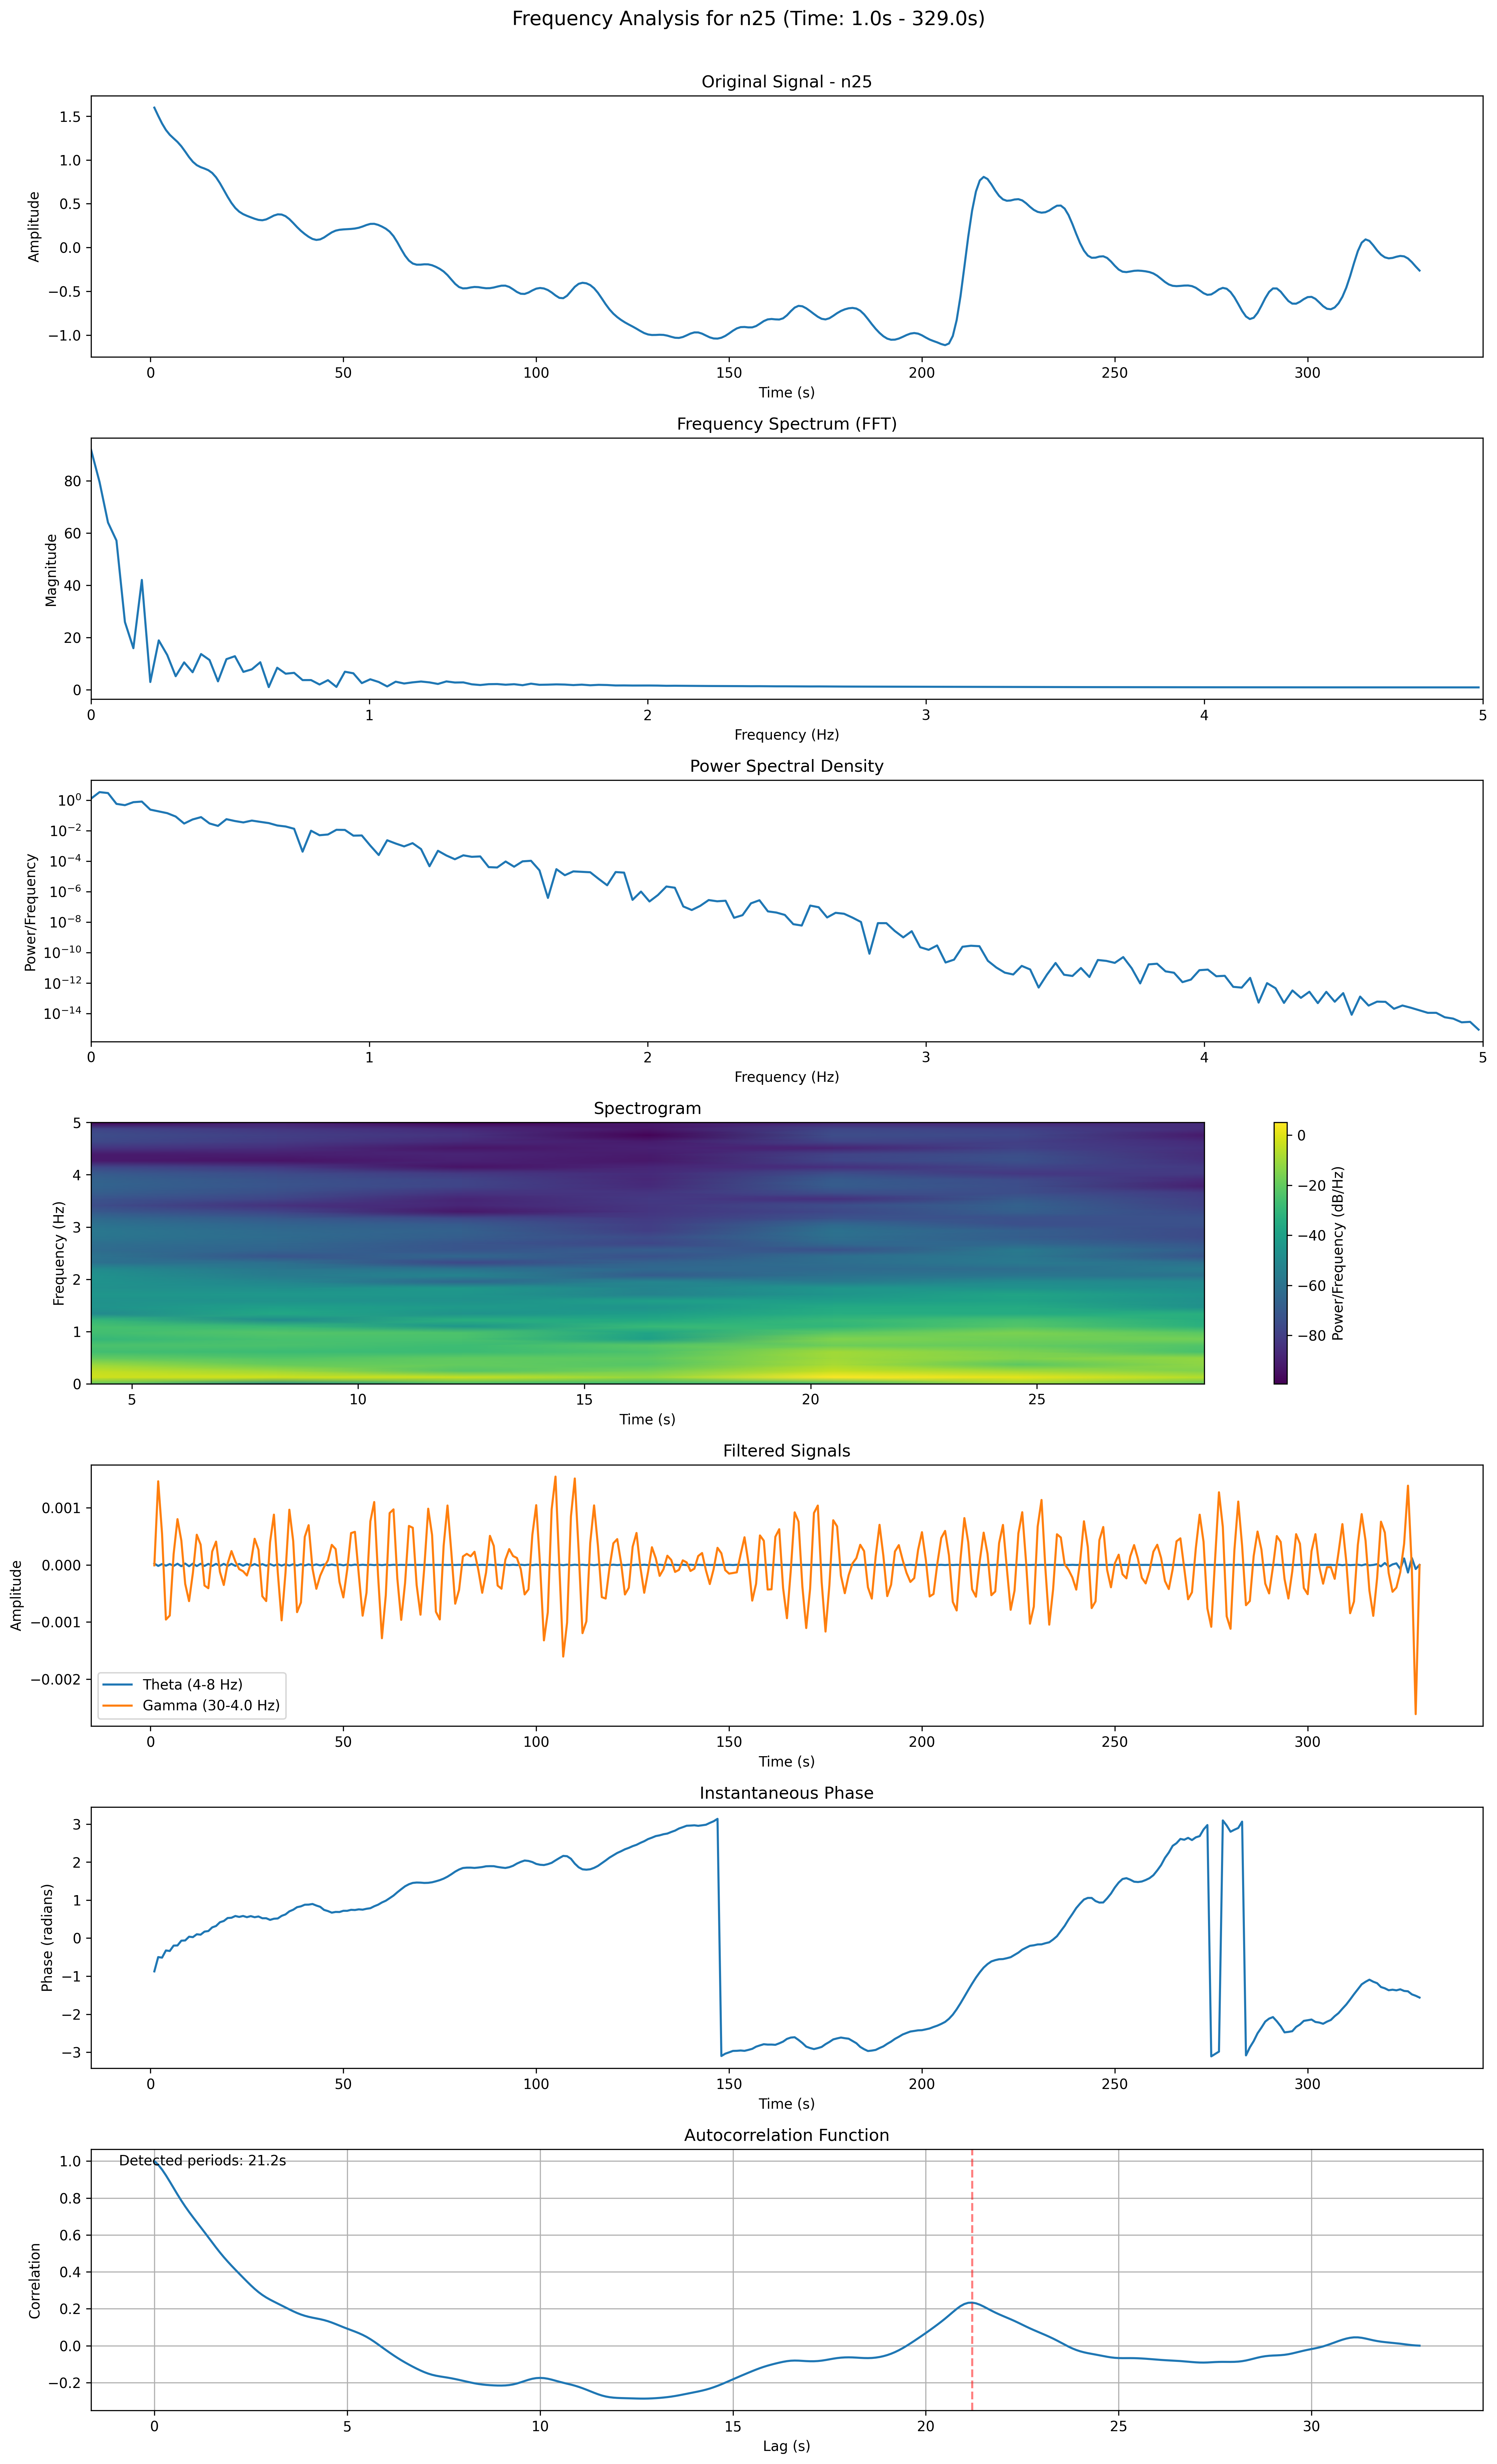 Frequency Analysis for n25 (Time: 1.0s - 329.0s)
Original Signal - n25
Amplitude
1.5
1.0
0.5
0.0
−0.5
−1.0
0 50 100 150 200 250 300
Time (s)
Frequency Spectrum (FFT)
Magnitude
80
60
40
20
0
0 1 2 3 4 5
Frequency (Hz)
Power Spectral Density
Power/Frequency
10⁰
10⁻²
10⁻⁴
10⁻⁶
10⁻⁸
10⁻¹⁰
10⁻¹²
10⁻¹⁴
0 1 2 3 4 5
Frequency (Hz)
Spectrogram
Frequency (Hz)
5
4
3
2
1
0
5 10 15 20 25
Time (s)
0
−20
−40
−60
−80
Power/Frequency (dB/Hz)
Filtered Signals
Amplitude
0.001
0.000
−0.001
−0.002
Theta (4-8 Hz)
Gamma (30-4.0 Hz)
0 50 100 150 200 250 300
Time (s)
Instantaneous Phase
Phase (radians)
3
2
1
0
−1
−2
−3
0 50 100 150 200 250 300
Time (s)
Autocorrelation Function
Detected periods: 21.2s
Correlation
1.0
0.8
0.6
0.4
0.2
0.0
−0.2
0 5 10 15 20 25 30
Lag (s)